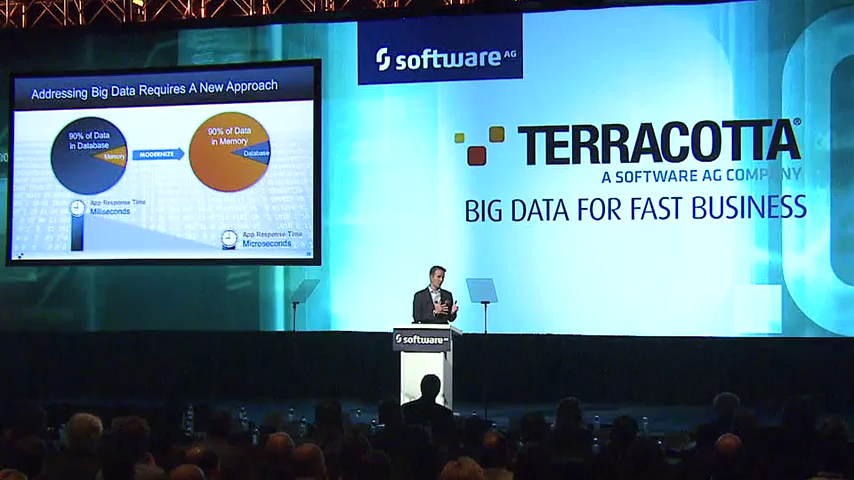 Addressing Big Data Requires A New Approach
90% of Data
in Database
Memory
MODERNIZE
90% of Data
in Memory
Database
App Response Time
Milliseconds
App Response Time
Microseconds
software AG
TERRACOTTA®
A SOFTWARE AG COMPANY
BIG DATA FOR FAST BUSINESS
software AG